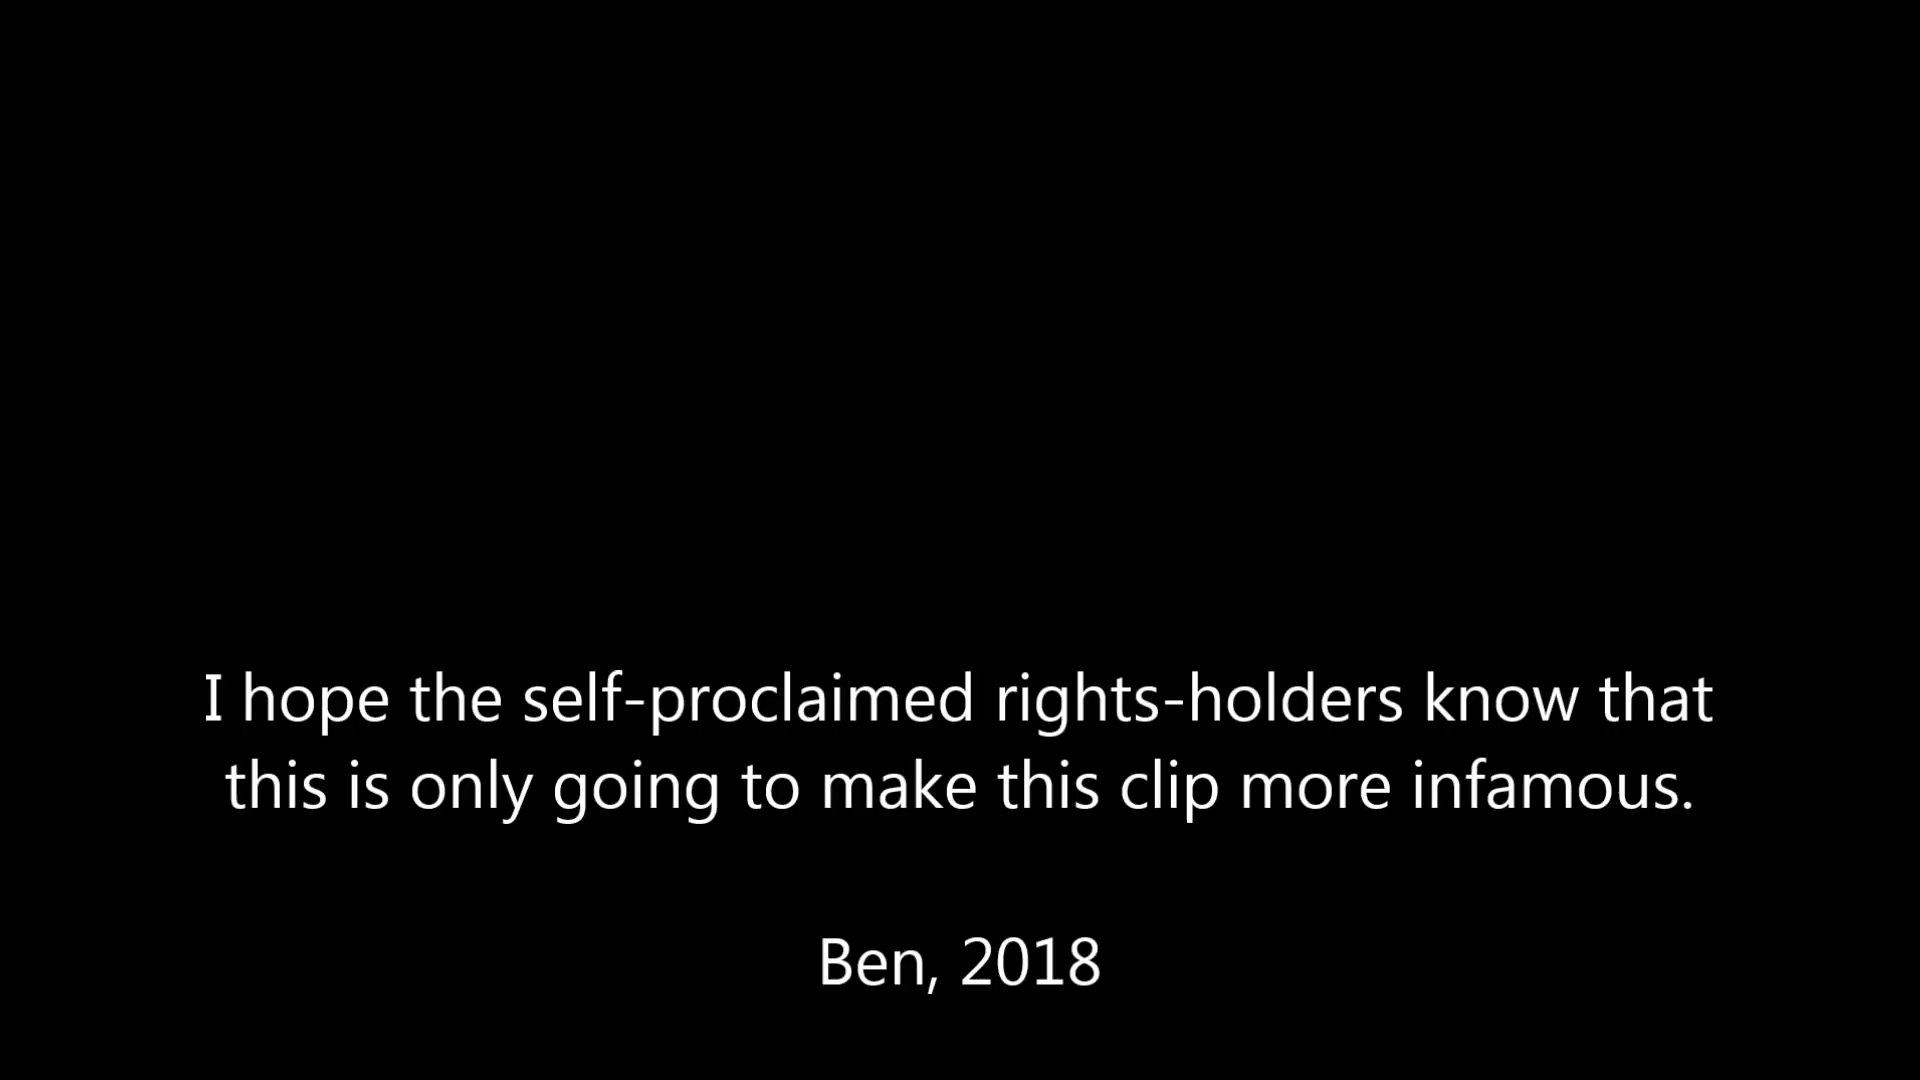 I hope the self-proclaimed rights-holders know that
this is only going to make this clip more infamous.
Ben, 2018